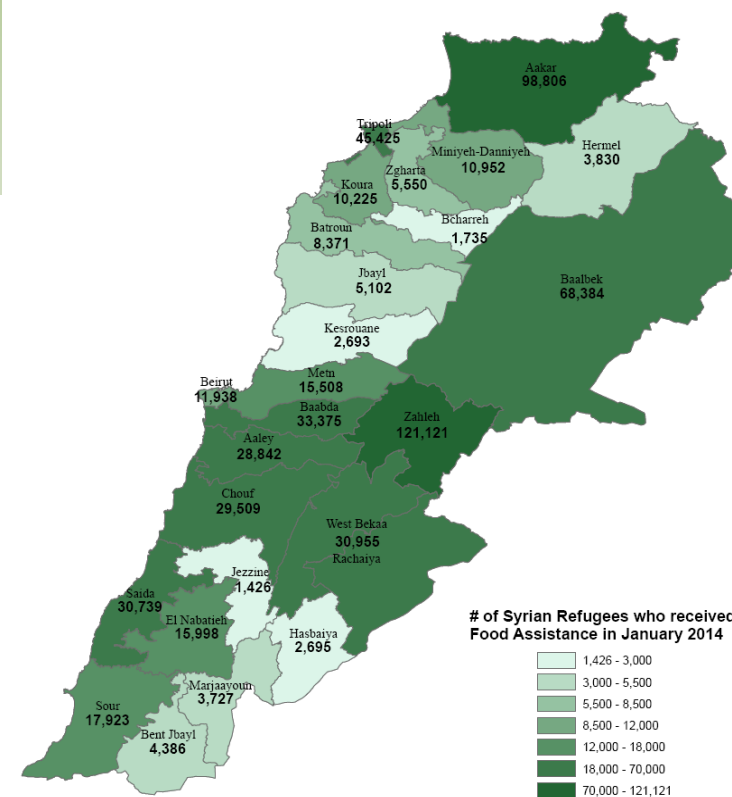 Aakar
98,806
Tripoli
45,425
Hermel
3,830
Miniyeh-Danniyeh
10,952
Zgharta
5,550
Koura
10,225
Bcharreh
1,735
Batroun
8,371
Jbayl
5,102
Baalbek
68,384
Kesrouane
2,693
Metn
15,508
Beirut
11,938
Baabda
33,375
Zahleh
121,121
Aaley
28,842
Chouf
29,509
West Bekaa
30,955
Rachaiya
Jezzine
1,426
Saida
30,739
El Nabatieh
15,998
Hasbaiya
2,695
Marjaayoun
3,727
Sour
17,923
Bent Jbayl
4,386
# of Syrian Refugees who received
Food Assistance in January 2014
1,426 - 3,000
3,000 - 5,500
5,500 - 8,500
8,500 - 12,000
12,000 - 18,000
18,000 - 70,000
70,000 - 121,121